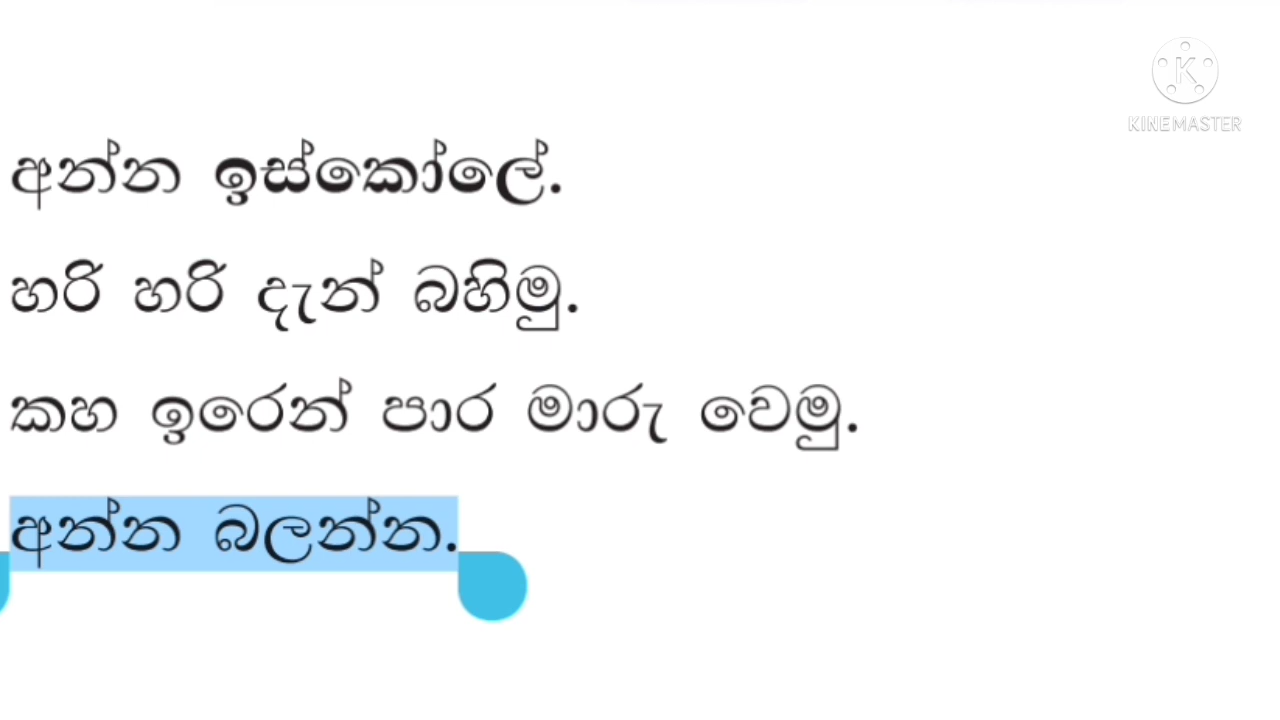 KINEMASTER
අන්න ඉස්කෝලේ.
හරි හරි දැන් බහිමු.
කහ ඉරෙන් පාර මාරු වෙමු.
අන්න බලන්න.